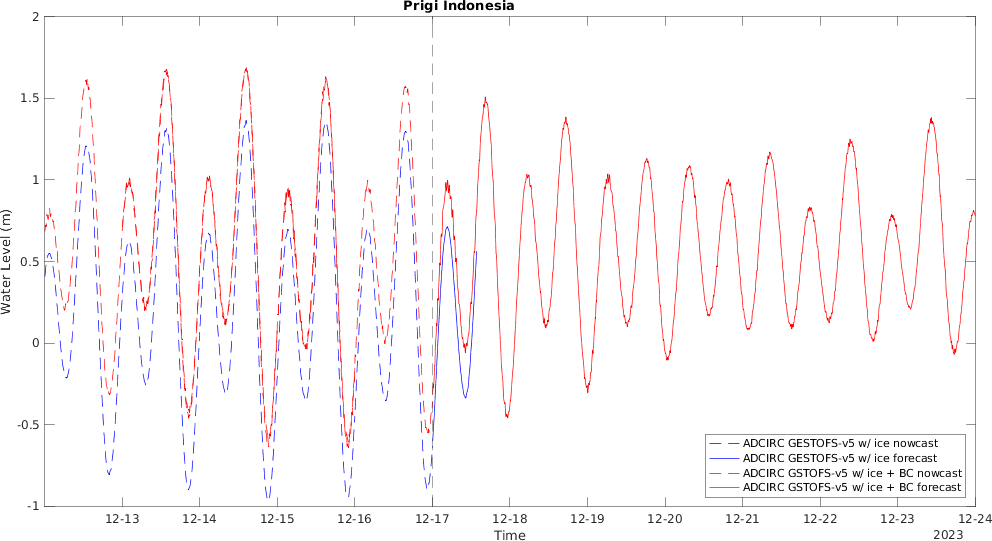 Prigi Indonesia
2
1.5
1
0.5
0
-0.5
-1
Water Level (m)
12-13 12-14 12-15 12-16 12-17 12-18 12-19 12-20 12-21 12-22 12-23 12-24
Time
2023
ADCIRC GESTOFS-v5 w/ ice nowcast
ADCIRC GESTOFS-v5 w/ ice forecast
ADCIRC GSTOFS-v5 w/ ice + BC nowcast
ADCIRC GSTOFS-v5 w/ ice + BC forecast